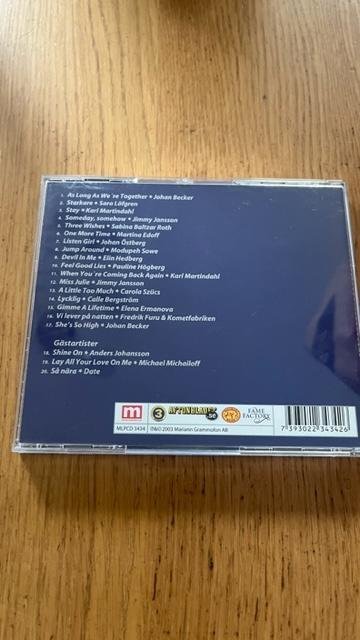 1. As Long As We're Together • Johan Becker
2. Starkare • Sara Löfgren
3. Stay • Karl Martindahl
4. Someday, somehow • Jimmy Jansson
5. Three Wishes • Sabina Baltzar Roth
6. One More Time • Martina Edoff
7. Listen Girl • Johan Östberg
8. Jump Around • Modupeh Sowe
9. Devil In Me • Elin Hedberg
10. Feel Good Lies • Pauline Högberg
11. When You're Coming Back Again • Karl Martindahl
12. Miss Julie • Jimmy Jansson
13. A Little Too Much • Carola Szücs
14. Lycklig • Calle Bergström
15. Gimme A Lifetime • Elena Ermanova
16. Vi lever på natten • Fredrik Furu & Kometfabriken
17. She's So High • Johan Becker
Gästartister
18. Shine On • Anders Johansson
19. Lay All Your Love On Me • Michael Michailoff
20. Så nära • Date
m
3
AFTONBLADET.se
FAME FACTORY
MLPCD 3434
℗&© 2003 Mariann Grammofon AB
7 393022 343426